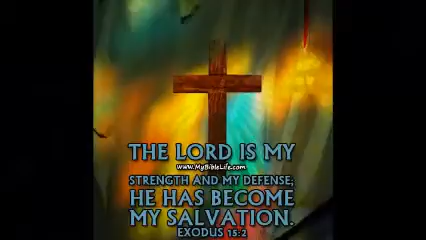 THE LORD IS MY
www.MyBibleLife.com
STRENGTH AND MY DEFENSE;
HE HAS BECOME
MY SALVATION.
EXODUS 15:2